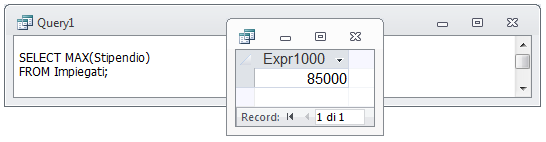 Query1
SELECT MAX(Stipendio)
FROM Impiegati;
Expr1000
85000
Record: 1 di 1